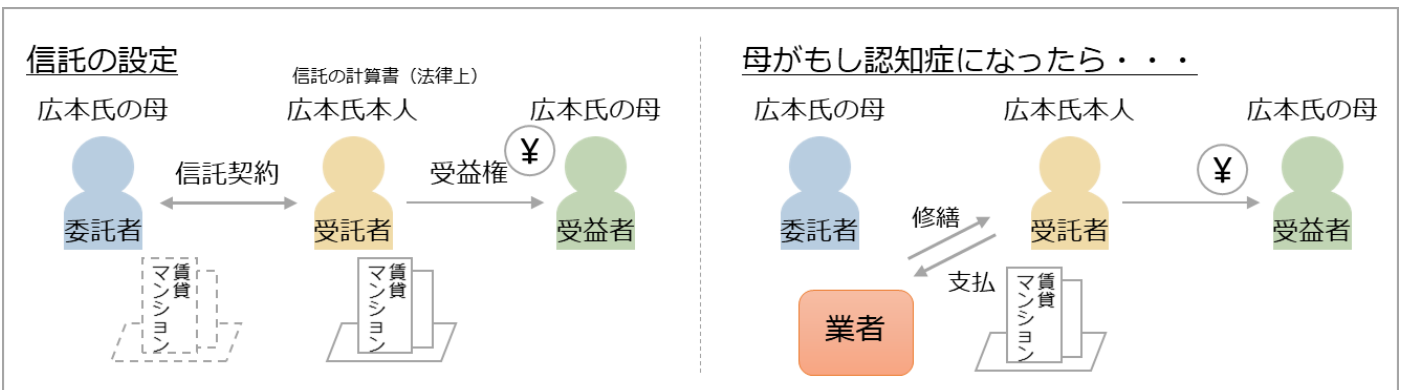 信託の設定
信託の計算書（法律上）
広本氏の母
広本氏本人
広本氏の母
信託契約
受益権
¥
委託者
受託者
受益者
賃貸
マンション
賃貸
マンション
母がもし認知症になったら・・・
広本氏の母
広本氏本人
広本氏の母
¥
委託者
修繕
受託者
受益者
支払
業者
賃貸
マンション